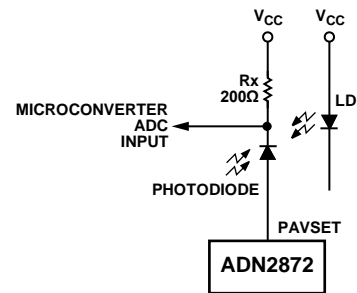 VCC
VCC
Rx
200Ω
LD
MICROCONVERTER
ADC
INPUT
PHOTODIODE
PAVSET
ADN2872